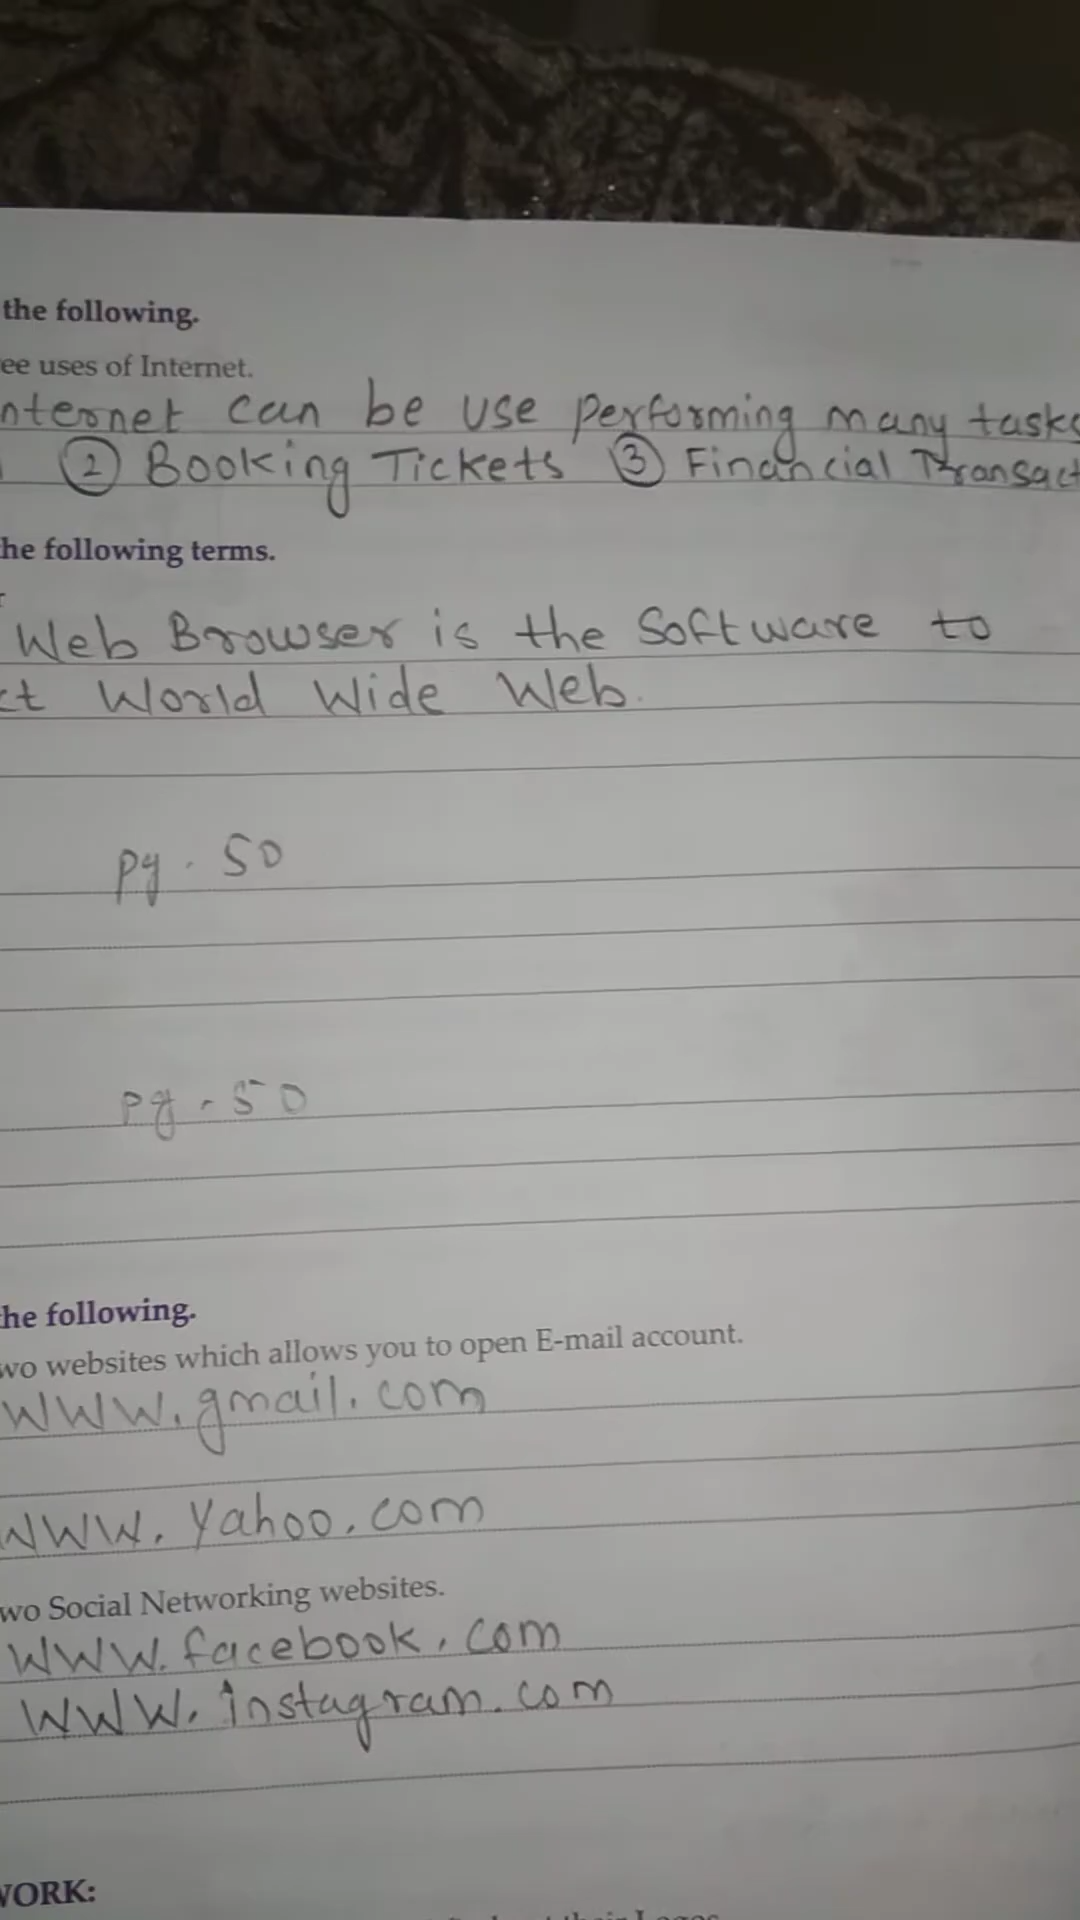 the following.
ee uses of Internet.
nternet can be use performing many tasks
② Booking Tickets ③ Financial Transact
he following terms.
Web Browser is the Software to
ct World Wide Web.
pg. 50
pg. 50
he following.
wo websites which allows you to open E-mail account.
WWW.gmail.com
WWW.Yahoo.com
wo Social Networking websites.
WWW.facebook.com
WWW.instagram.com
WORK: